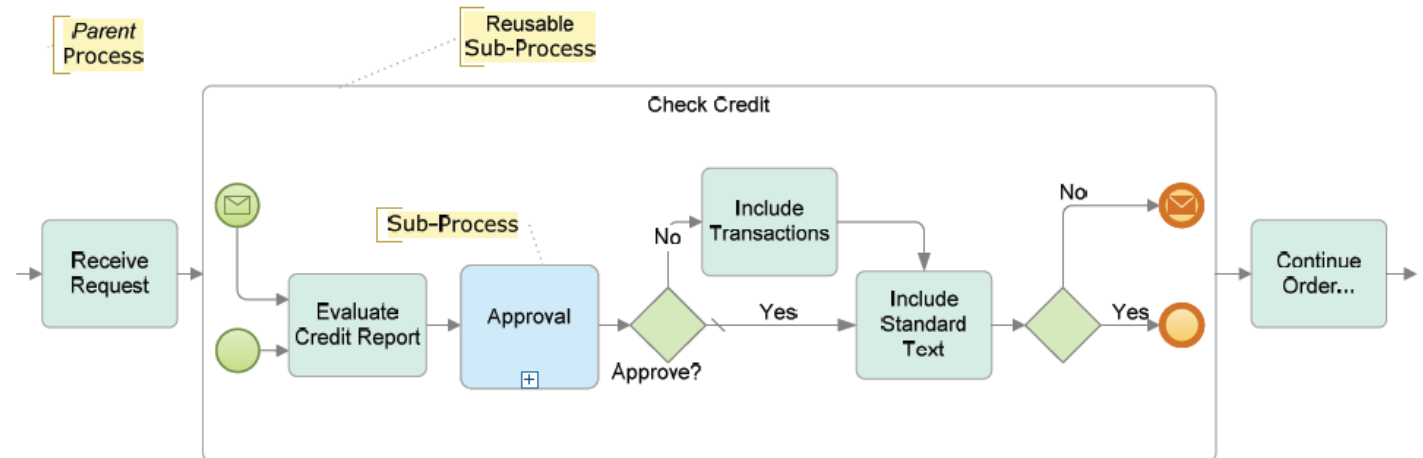 Parent
Process
Reusable
Sub-Process
Check Credit
Receive
Request
Sub-Process
Evaluate
Credit Report
Approval
No
Approve?
Yes
Include
Transactions
Include
Standard
Text
No
Yes
Continue
Order...